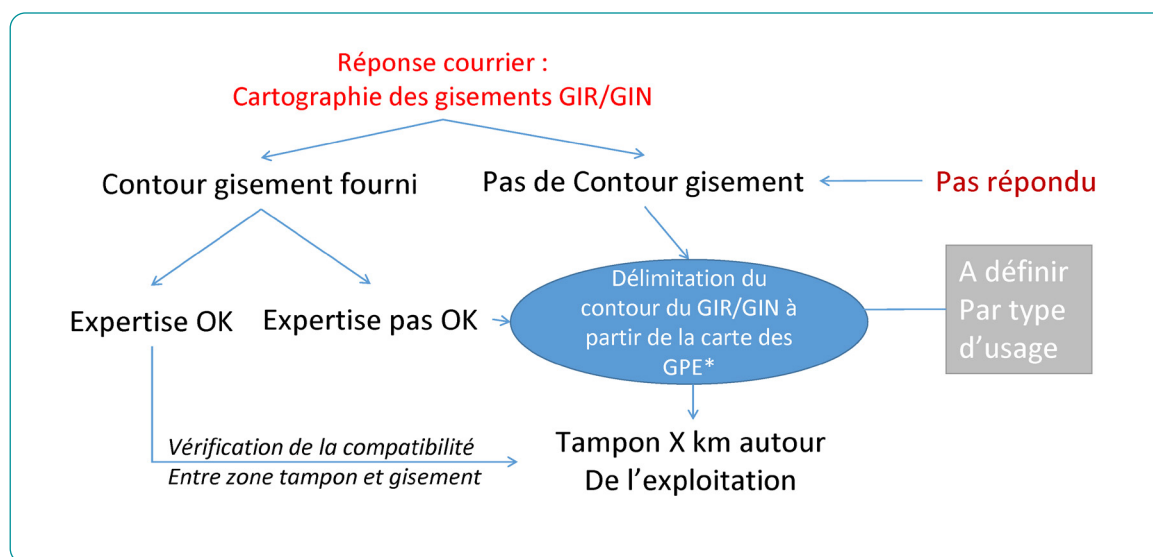 Réponse courrier :
Cartographie des gisements GIR/GIN
Contour gisement fourni
Pas de Contour gisement
Pas répondu
Expertise OK
Expertise pas OK
Délimitation du
contour du GIR/GIN à
partir de la carte des
GPE*
A définir
Par type
d’usage
Vérification de la compatibilité
Entre zone tampon et gisement
Tampon X km autour
De l’exploitation